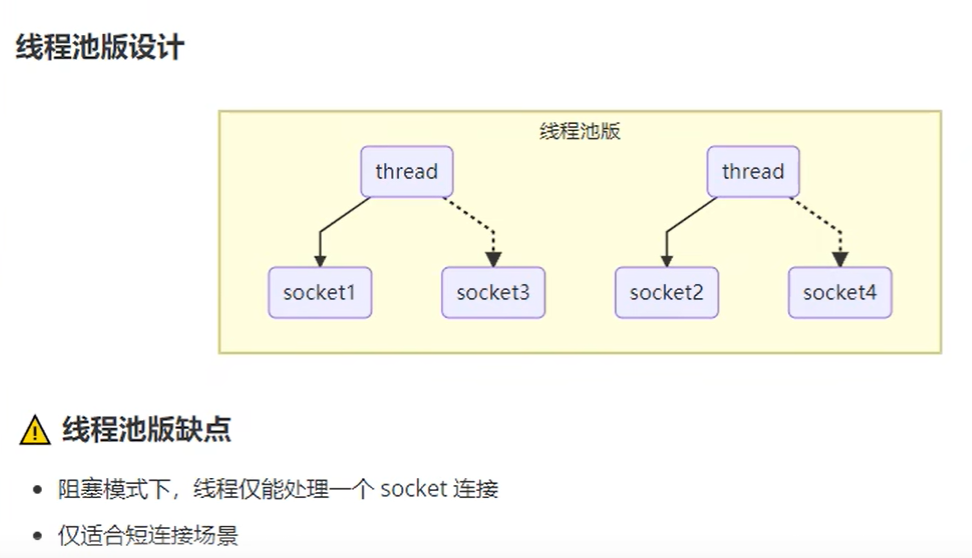 线程池版设计
线程池版
thread
thread
socket1
socket3
socket2
socket4
线程池版缺点
阻塞模式下，线程仅能处理一个 socket 连接
仅适合短连接场景